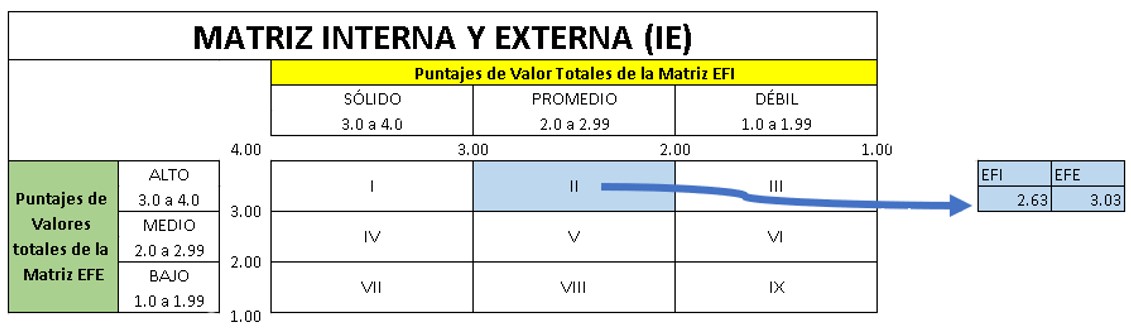 MATRIZ INTERNA Y EXTERNA (IE)
Puntajes de Valor Totales de la Matriz EFI
SÓLIDO PROMEDIO DÉBIL
3.0 a 4.0 2.0 a 2.99 1.0 a 1.99
4.00 3.00 2.00 1.00
Puntajes de
Valores
totales de la
Matriz EFE
ALTO
3.0 a 4.0
I II III
3.00
MEDIO
2.0 a 2.99
IV V VI
2.00
BAJO
1.0 a 1.99
VII VIII IX
1.00
EFI EFE
2.63 3.03